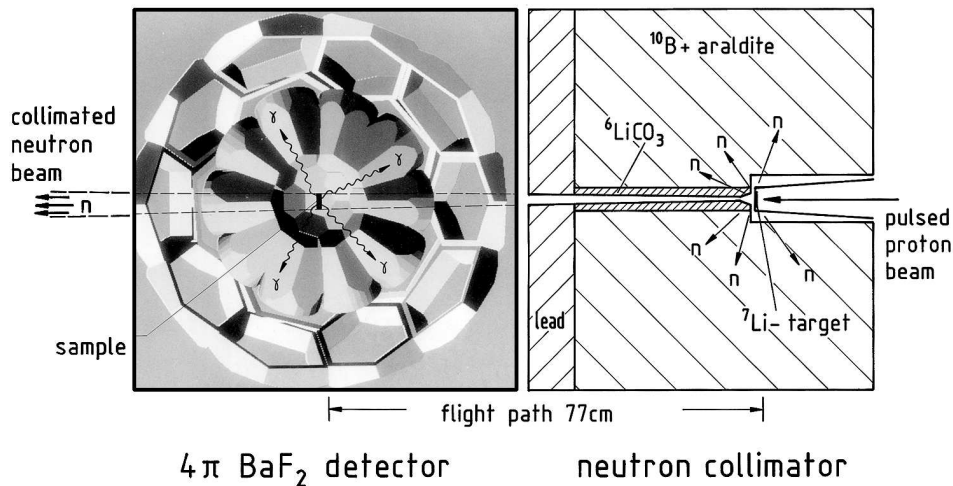 collimated
neutron
beam
n
γ
γ
γ
γ
sample
¹⁰B+ araldite
⁶LiCO₃
n
n
n
n
n
n
pulsed
proton
beam
⁷Li- target
lead
flight path 77cm
4π BaF₂ detector
neutron collimator